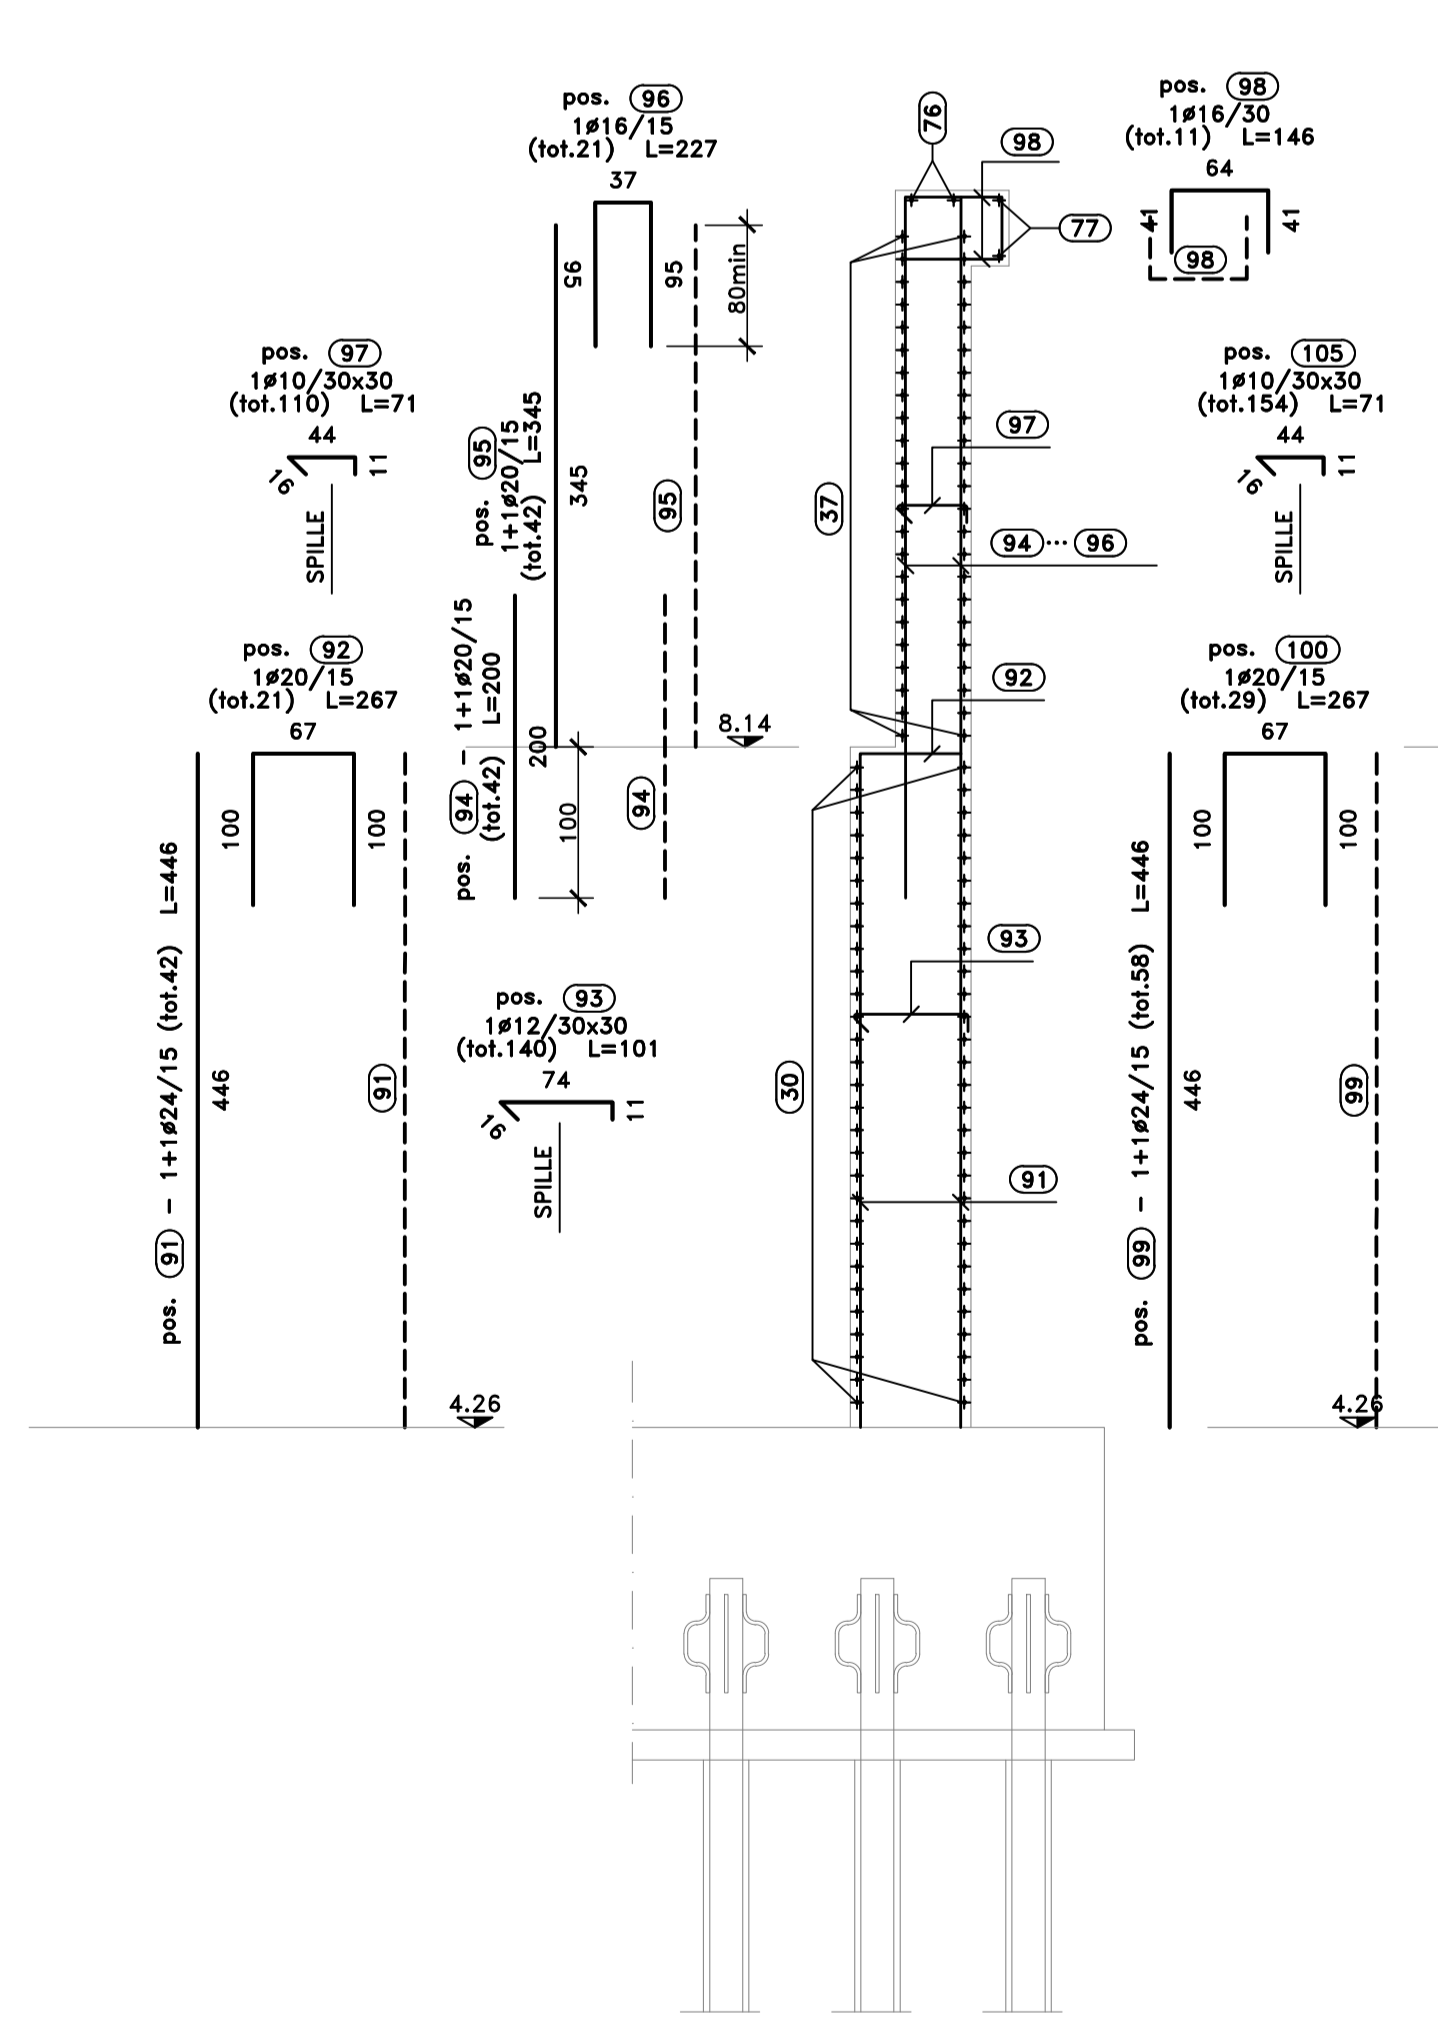 pos. 96
1ø16/15
(tot.21) L=227
37
95
95
80min
pos. 98
1ø16/30
(tot.11) L=146
64
41
41
98
76
98
77
pos. 97
1ø10/30x30
(tot.110) L=71
44
16
11
SPILLE
pos. 95
1+1ø20/15
(tot.42) L=345
345
95
37
97
94 ... 96
pos. 105
1ø10/30x30
(tot.154) L=71
44
16
11
SPILLE
pos. 92
1ø20/15
(tot.21) L=267
67
100
100
pos. 94 – 1+1ø20/15
(tot.42) L=200
200
100
94
8.14
92
pos. 100
1ø20/15
(tot.29) L=267
67
100
100
pos. 91 – 1+1ø24/15 (tot.42) L=446
446
91
pos. 93
1ø12/30x30
(tot.140) L=101
74
16
11
SPILLE
93
30
91
pos. 99 – 1+1ø24/15 (tot.58) L=446
446
99
4.26
4.26